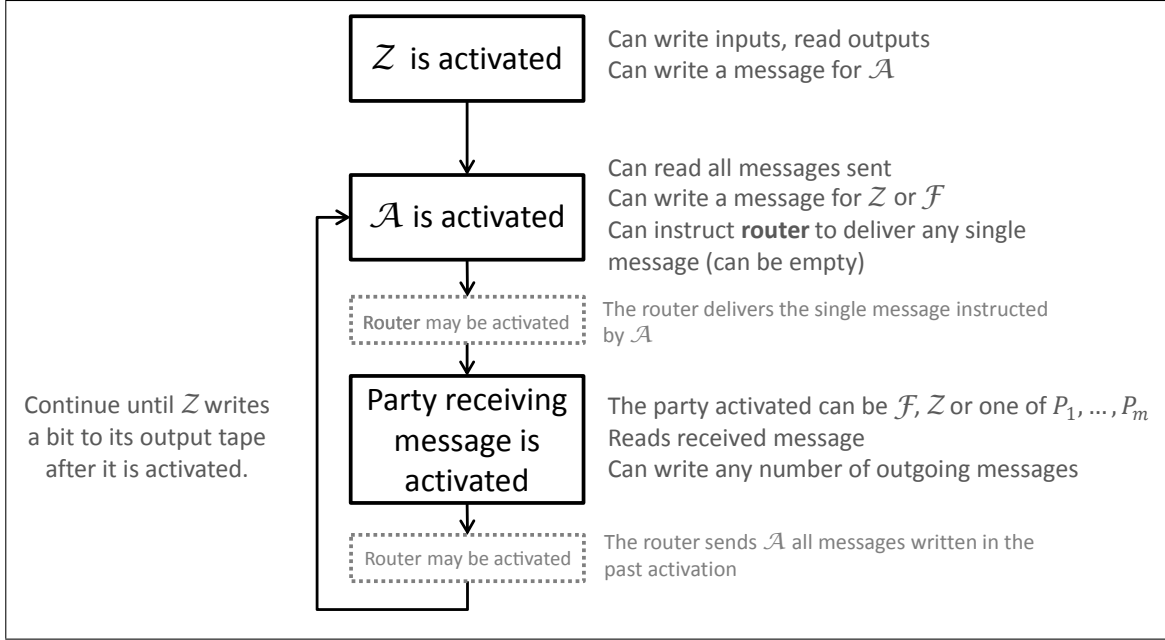 𝒵 is activated
Can write inputs, read outputs
Can write a message for 𝒜
𝒜 is activated
Can read all messages sent
Can write a message for 𝒵 or ℱ
Can instruct router to deliver any single
message (can be empty)
Router may be activated
The router delivers the single message instructed
by 𝒜
Continue until 𝒵 writes
a bit to its output tape
after it is activated.
Party receiving
message is
activated
The party activated can be ℱ, 𝒵 or one of P₁, … , Pₘ
Reads received message
Can write any number of outgoing messages
Router may be activated
The router sends 𝒜 all messages written in the
past activation